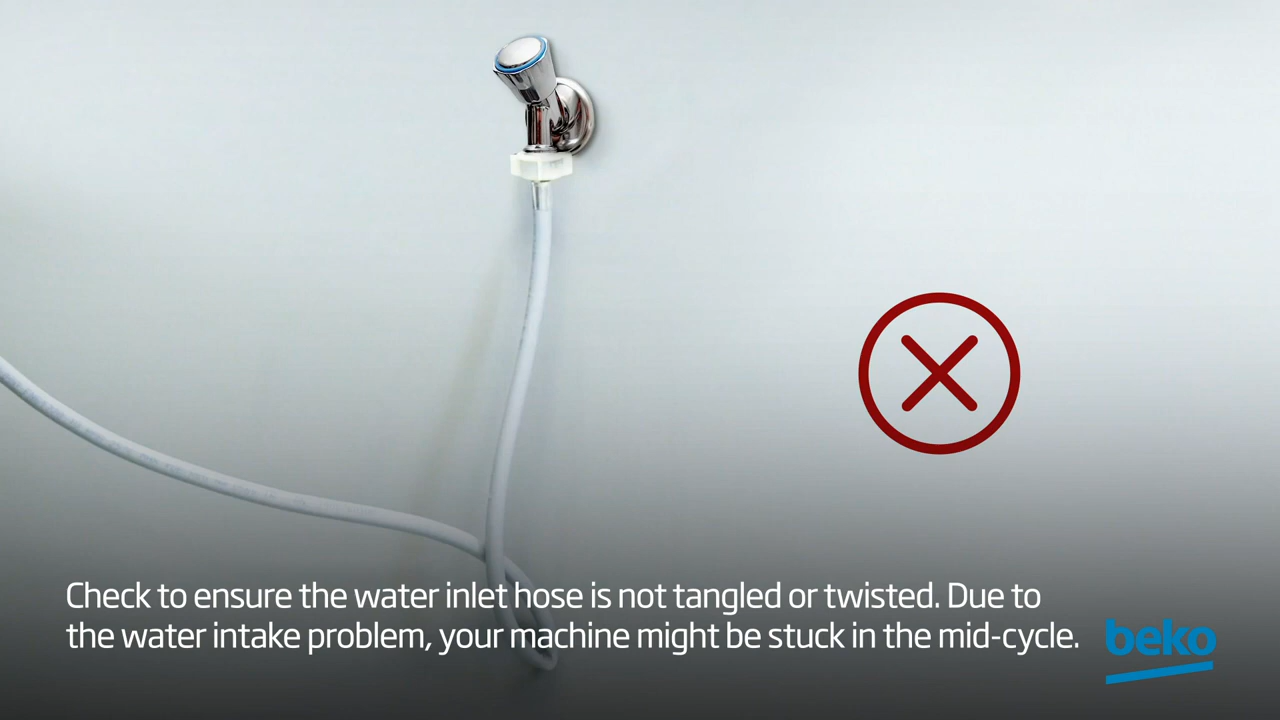 Check to ensure the water inlet hose is not tangled or twisted. Due to
the water intake problem, your machine might be stuck in the mid-cycle.
beko